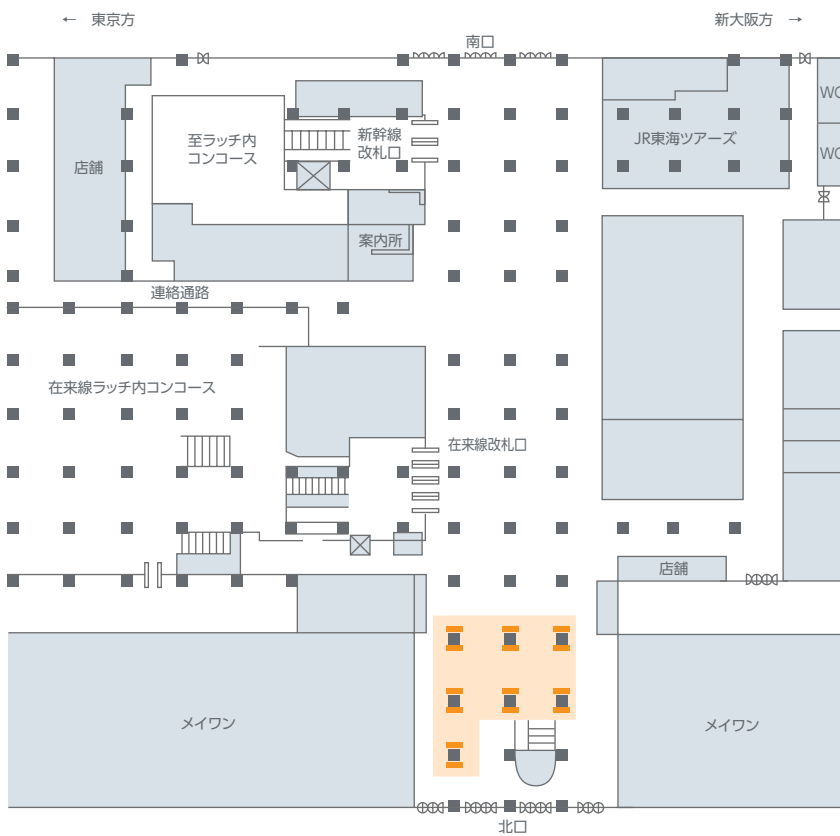 ← 東京方
新大阪方 →
南口
店舗
至ラッチ内
コンコース
新幹線
改札口
JR東海ツアーズ
WC
WC
案内所
連絡通路
在来線ラッチ内コンコース
在来線改札口
店舗
メイワン
メイワン
北口